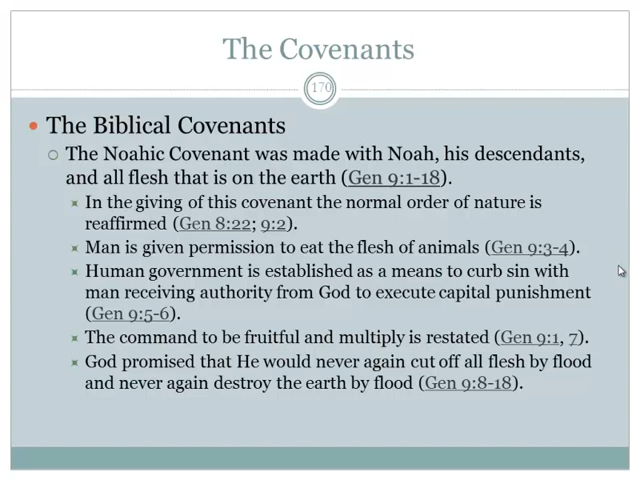 The Covenants
170
The Biblical Covenants
The Noahic Covenant was made with Noah, his descendants,
and all flesh that is on the earth (Gen 9:1-18).
In the giving of this covenant the normal order of nature is
reaffirmed (Gen 8:22; 9:2).
Man is given permission to eat the flesh of animals (Gen 9:3-4).
Human government is established as a means to curb sin with
man receiving authority from God to execute capital punishment
(Gen 9:5-6).
The command to be fruitful and multiply is restated (Gen 9:1, 7).
God promised that He would never again cut off all flesh by flood
and never again destroy the earth by flood (Gen 9:8-18).